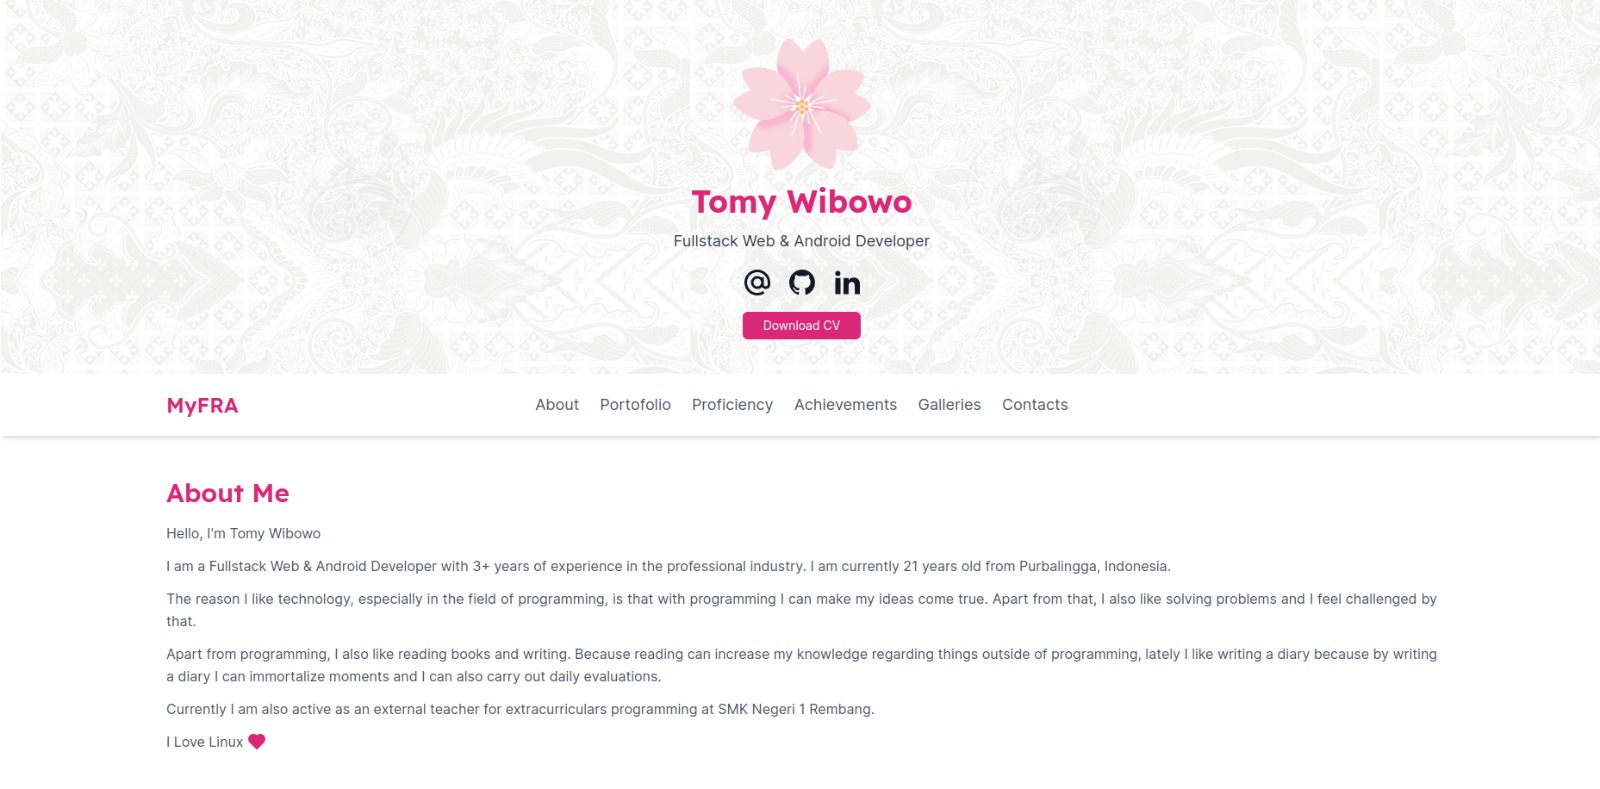 Tomy Wibowo
Fullstack Web & Android Developer
Download CV
MyFRA
About Portofolio Proficiency Achievements Galleries Contacts
About Me
Hello, I'm Tomy Wibowo
I am a Fullstack Web & Android Developer with 3+ years of experience in the professional industry. I am currently 21 years old from Purbalingga, Indonesia.
The reason I like technology, especially in the field of programming, is that with programming I can make my ideas come true. Apart from that, I also like solving problems and I feel challenged by
that.
Apart from programming, I also like reading books and writing. Because reading can increase my knowledge regarding things outside of programming, lately I like writing a diary because by writing
a diary I can immortalize moments and I can also carry out daily evaluations.
Currently I am also active as an external teacher for extracurriculars programming at SMK Negeri 1 Rembang.
I Love Linux